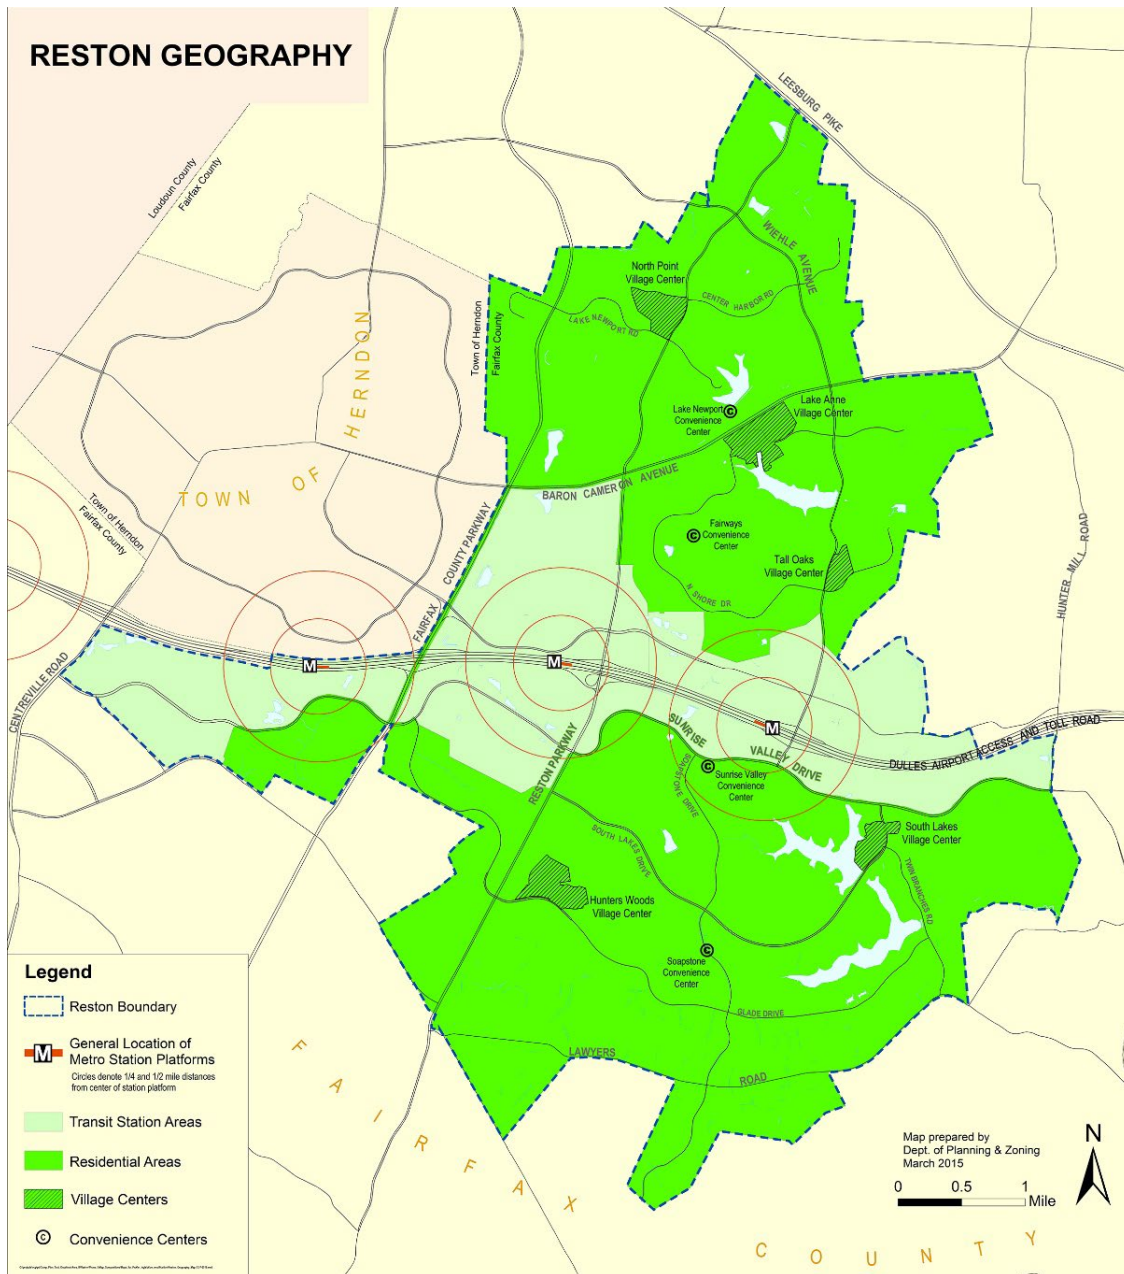 RESTON GEOGRAPHY
LEESBURG PIKE
Loudoun County
Fairfax County
WIEHLE AVENUE
North Point
Village Center
CENTER HARBOR RD
LAKE NEWPORT RD
Town of Herndon
Fairfax County
TOWN OF HERNDON
Lake Newport
Convenience
Center
C
Lake Anne
Village Center
BARON CAMERON AVENUE
Town of Herndon
Fairfax County
FAIRFAX COUNTY PARKWAY
C
Fairways
Convenience
Center
Tall Oaks
Village Center
N SHORE DR
HUNTER MILL ROAD
CENTREVILLE ROAD
M
M
M
SUNRISE VALLEY DRIVE
DULLES AIRPORT ACCESS AND TOLL ROAD
RESTON PARKWAY
SOAPSTONE DRIVE
C
Sunrise Valley
Convenience
Center
SOUTH LAKES DRIVE
South Lakes
Village Center
TWIN BRANCHES RD
Hunters Woods
Village Center
C
Soapstone
Convenience
Center
GLADE DRIVE
LAWYERS ROAD
FAIRFAX COUNTY
Legend
Reston Boundary
M
General Location of
Metro Station Platforms
Circles denote 1/4 and 1/2 mile distances
from center of station platform
Transit Station Areas
Residential Areas
Village Centers
C
Convenience Centers
Map prepared by
Dept. of Planning & Zoning
March 2015
N
0 0.5 1
Mile